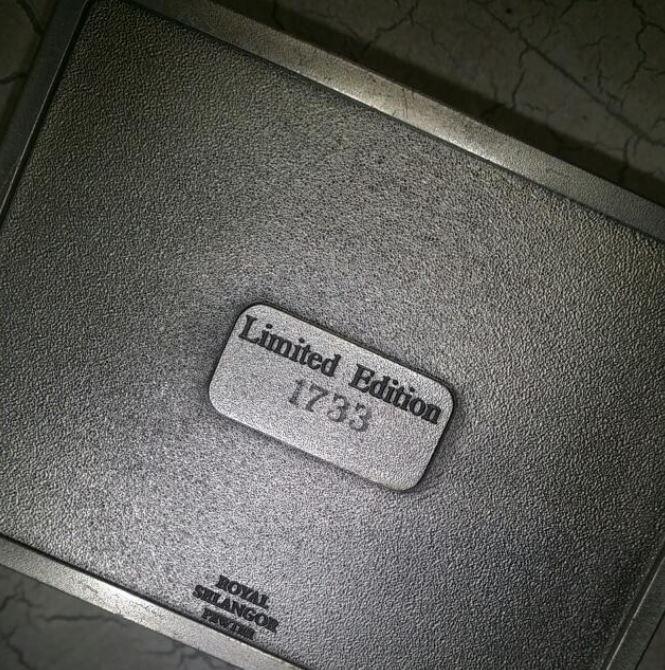 Limited Edition
1733
ROYAL
SELANGOR
PEWTER